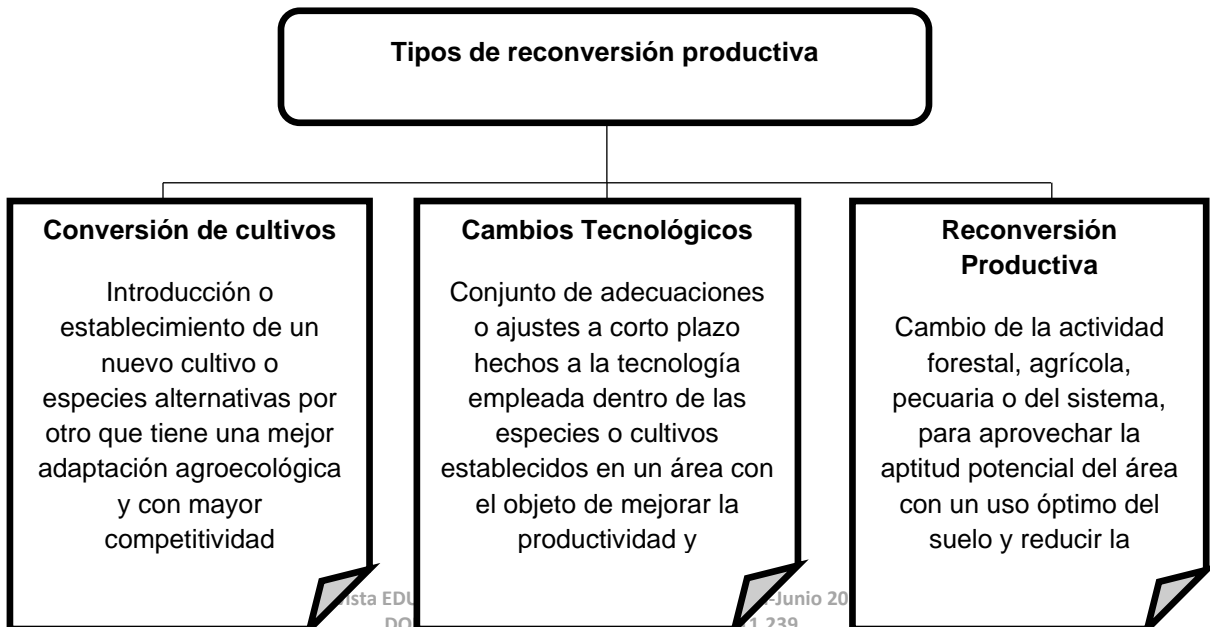 Tipos de reconversión productiva
Conversión de cultivos
Introducción o
establecimiento de un
nuevo cultivo o
especies alternativas por
otro que tiene una mejor
adaptación agroecológica
y con mayor
competitividad
Cambios Tecnológicos
Conjunto de adecuaciones
o ajustes a corto plazo
hechos a la tecnología
empleada dentro de las
especies o cultivos
establecidos en un área con
el objeto de mejorar la
productividad y
Reconversión
Productiva
Cambio de la actividad
forestal, agrícola,
pecuaria o del sistema,
para aprovechar la
aptitud potencial del área
con un uso óptimo del
suelo y reducir la
-Junio 20